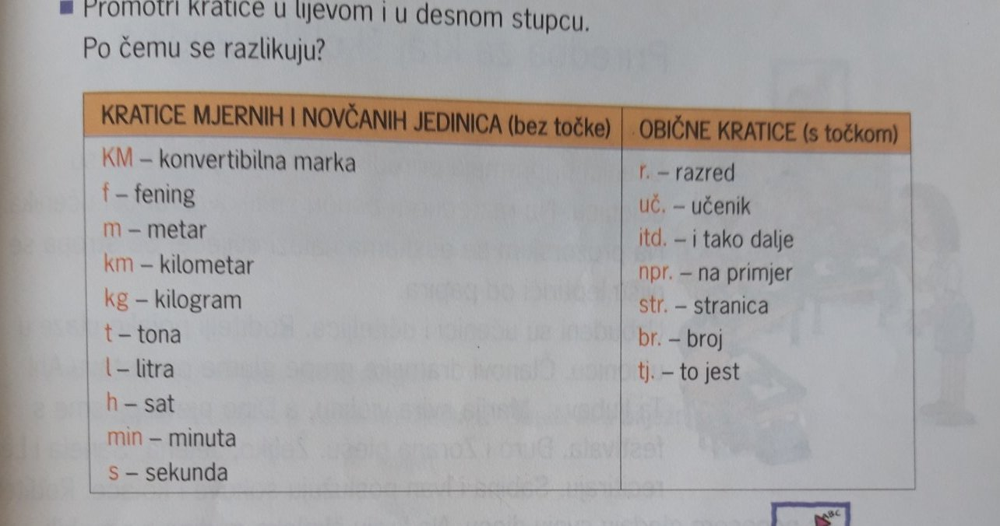 Promotri kratice u lijevom i u desnom stupcu.
Po čemu se razlikuju?
KRATICE MJERNIH I NOVČANIH JEDINICA (bez točke)
KM – konvertibilna marka
f – fening
m – metar
km – kilometar
kg – kilogram
t – tona
l – litra
h – sat
min – minuta
s – sekunda
OBIČNE KRATICE (s točkom)
r. – razred
uč. – učenik
itd. – i tako dalje
npr. – na primjer
str. – stranica
br. – broj
tj. – to jest
ABC